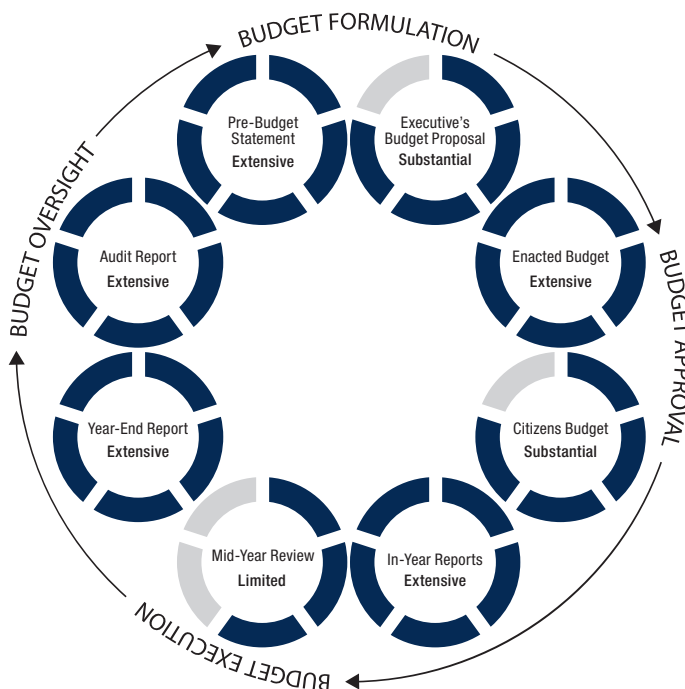 BUDGET FORMULATION
Pre-Budget
Statement
Extensive
Executive's
Budget Proposal
Substantial
BUDGET OVERSIGHT
Audit Report
Extensive
Enacted Budget
Extensive
BUDGET APPROVAL
Year-End Report
Extensive
Citizens Budget
Substantial
Mid-Year Review
Limited
In-Year Reports
Extensive
BUDGET EXECUTION